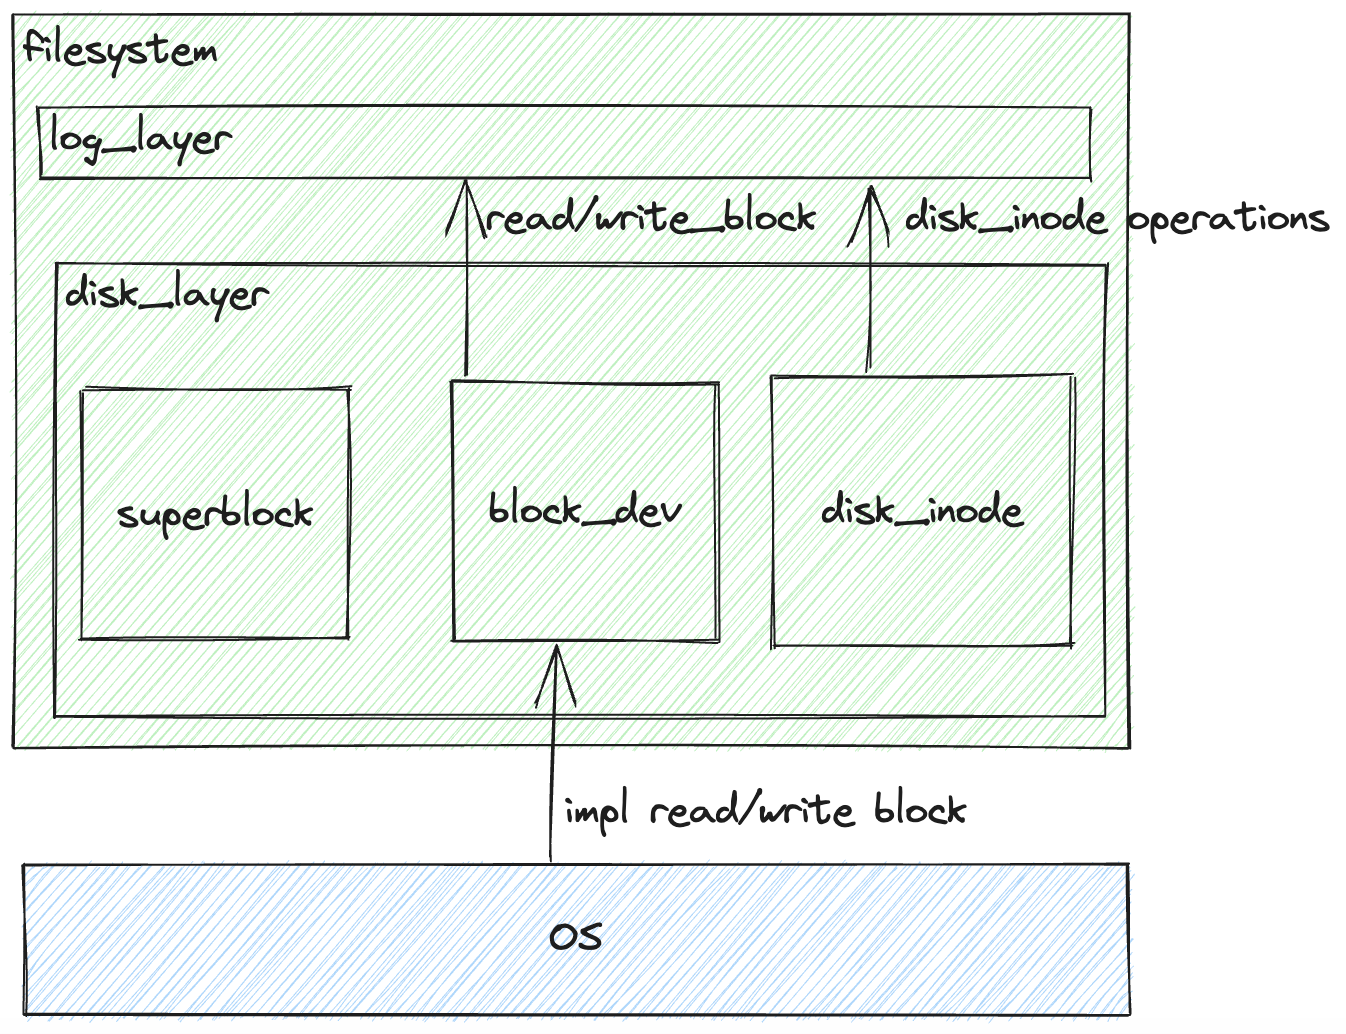 filesystem
log_layer
read/write_block
disk_inode operations
disk_layer
superblock
block_dev
disk_inode
impl read/write block
OS